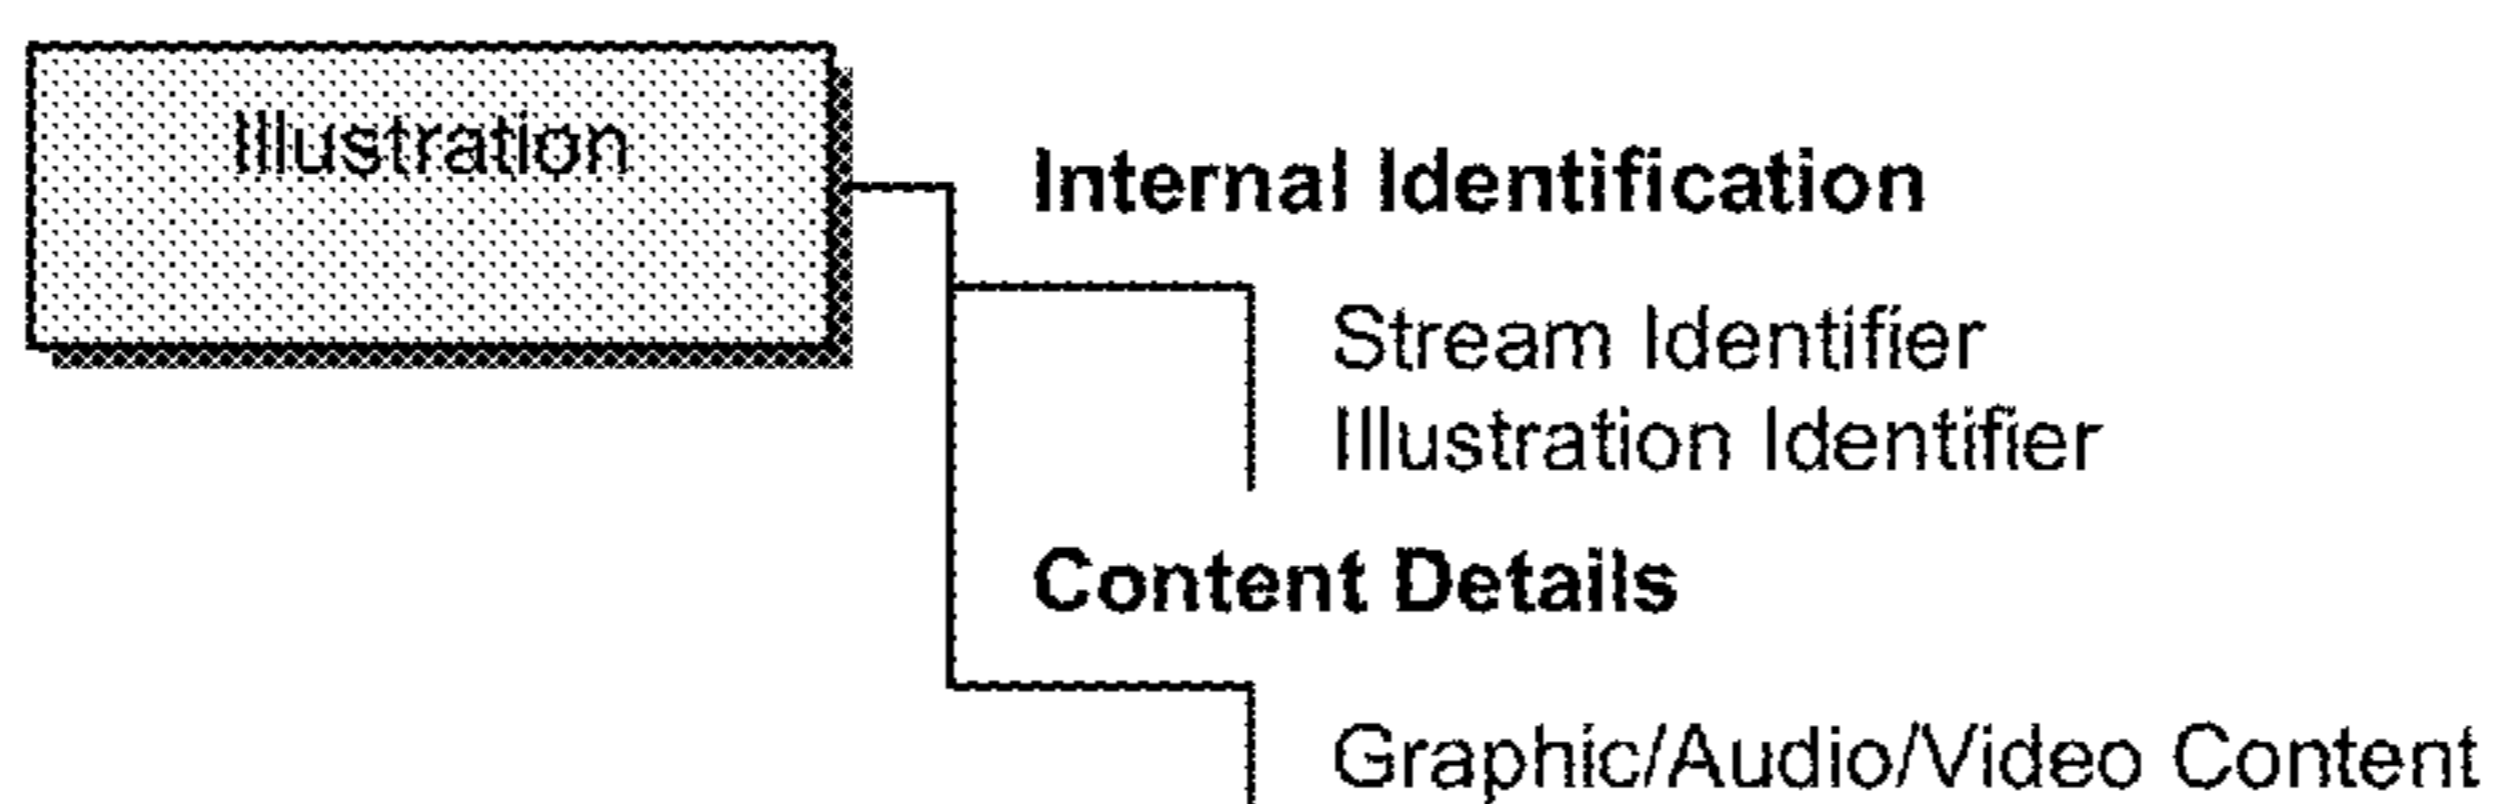 Illustration
Internal Identification
Stream Identifier
Illustration Identifier
Content Details
Graphic/Audio/Video Content